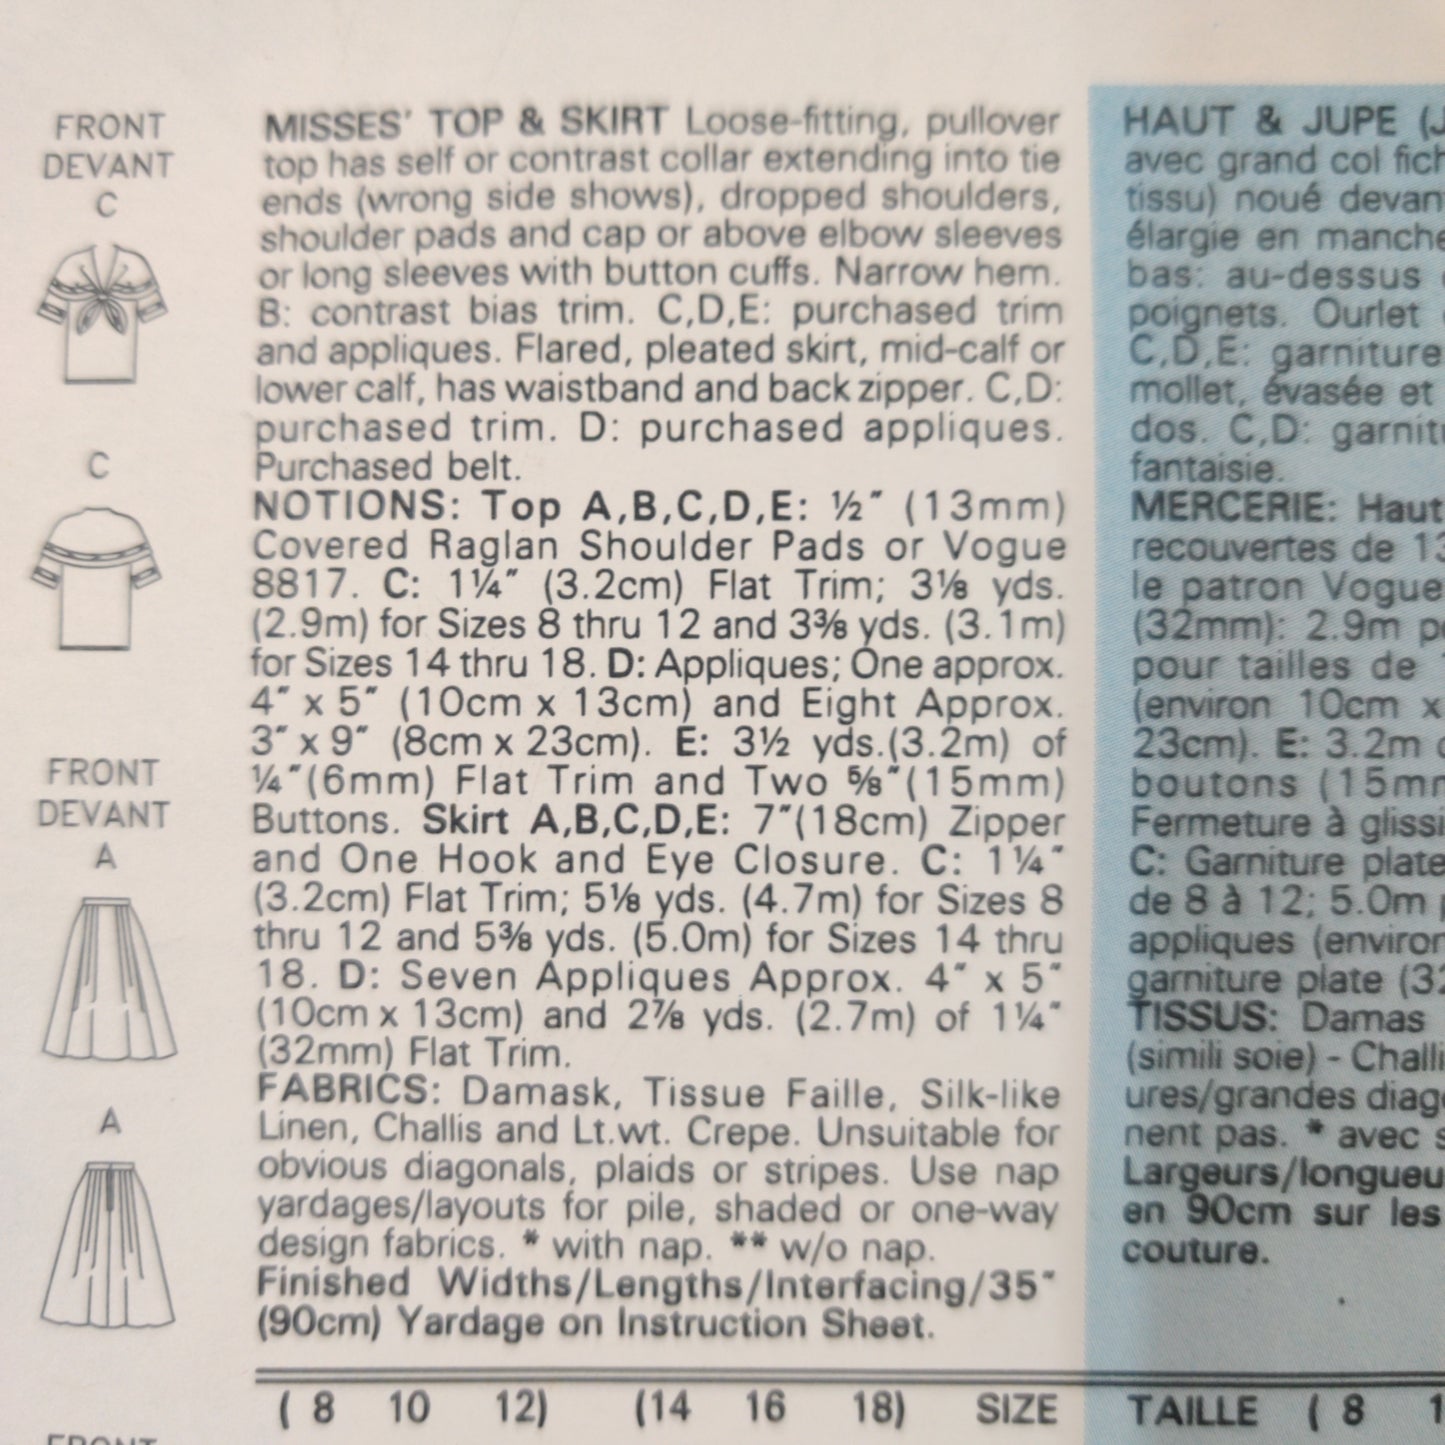 FRONT
DEVANT
C
C
FRONT
DEVANT
A
A
FRONT
MISSES' TOP & SKIRT Loose-fitting, pullover
top has self or contrast collar extending into tie
ends (wrong side shows), dropped shoulders,
shoulder pads and cap or above elbow sleeves
or long sleeves with button cuffs. Narrow hem.
B: contrast bias trim. C,D,E: purchased trim
and appliques. Flared, pleated skirt, mid-calf or
lower calf, has waistband and back zipper. C,D:
purchased trim. D: purchased appliques.
Purchased belt.
NOTIONS: Top A,B,C,D,E: ½" (13mm)
Covered Raglan Shoulder Pads or Vogue
8817. C: 1¼" (3.2cm) Flat Trim; 3⅛ yds.
(2.9m) for Sizes 8 thru 12 and 3⅜ yds. (3.1m)
for Sizes 14 thru 18. D: Appliques; One approx.
4" x 5" (10cm x 13cm) and Eight Approx.
3" x 9" (8cm x 23cm). E: 3½ yds.(3.2m) of
¼"(6mm) Flat Trim and Two ⅝"(15mm)
Buttons. Skirt A,B,C,D,E: 7"(18cm) Zipper
and One Hook and Eye Closure. C: 1¼"
(3.2cm) Flat Trim; 5⅛ yds. (4.7m) for Sizes 8
thru 12 and 5⅜ yds. (5.0m) for Sizes 14 thru
18. D: Seven Appliques Approx. 4" x 5"
(10cm x 13cm) and 2⅞ yds. (2.7m) of 1¼"
(32mm) Flat Trim.
FABRICS: Damask, Tissue Faille, Silk-like
Linen, Challis and Lt.wt. Crepe. Unsuitable for
obvious diagonals, plaids or stripes. Use nap
yardages/layouts for pile, shaded or one-way
design fabrics. * with nap. ** w/o nap.
Finished Widths/Lengths/Interfacing/35"
(90cm) Yardage on Instruction Sheet.
( 8 10 12) (14 16 18) SIZE
HAUT & JUPE (J
avec grand col fich
tissu) noué devan
élargie en manche
bas: au-dessus
poignets. Ourlet
C,D,E: garniture
mollet, évasée et
dos. C,D: garnitu
fantaisie.
MERCERIE: Haut
recouvertes de 13
le patron Vogue
(32mm): 2.9m p
pour tailles de
(environ 10cm x
23cm). E: 3.2m
boutons (15mm
Fermeture à glissi
C: Garniture plate
de 8 à 12; 5.0m
appliques (environ
garniture plate (32
TISSUS: Damas
(simili soie) - Challi
ures/grandes diag
nent pas. * avec s
Largeurs/longueu
en 90cm sur les
couture.
TAILLE ( 8 1